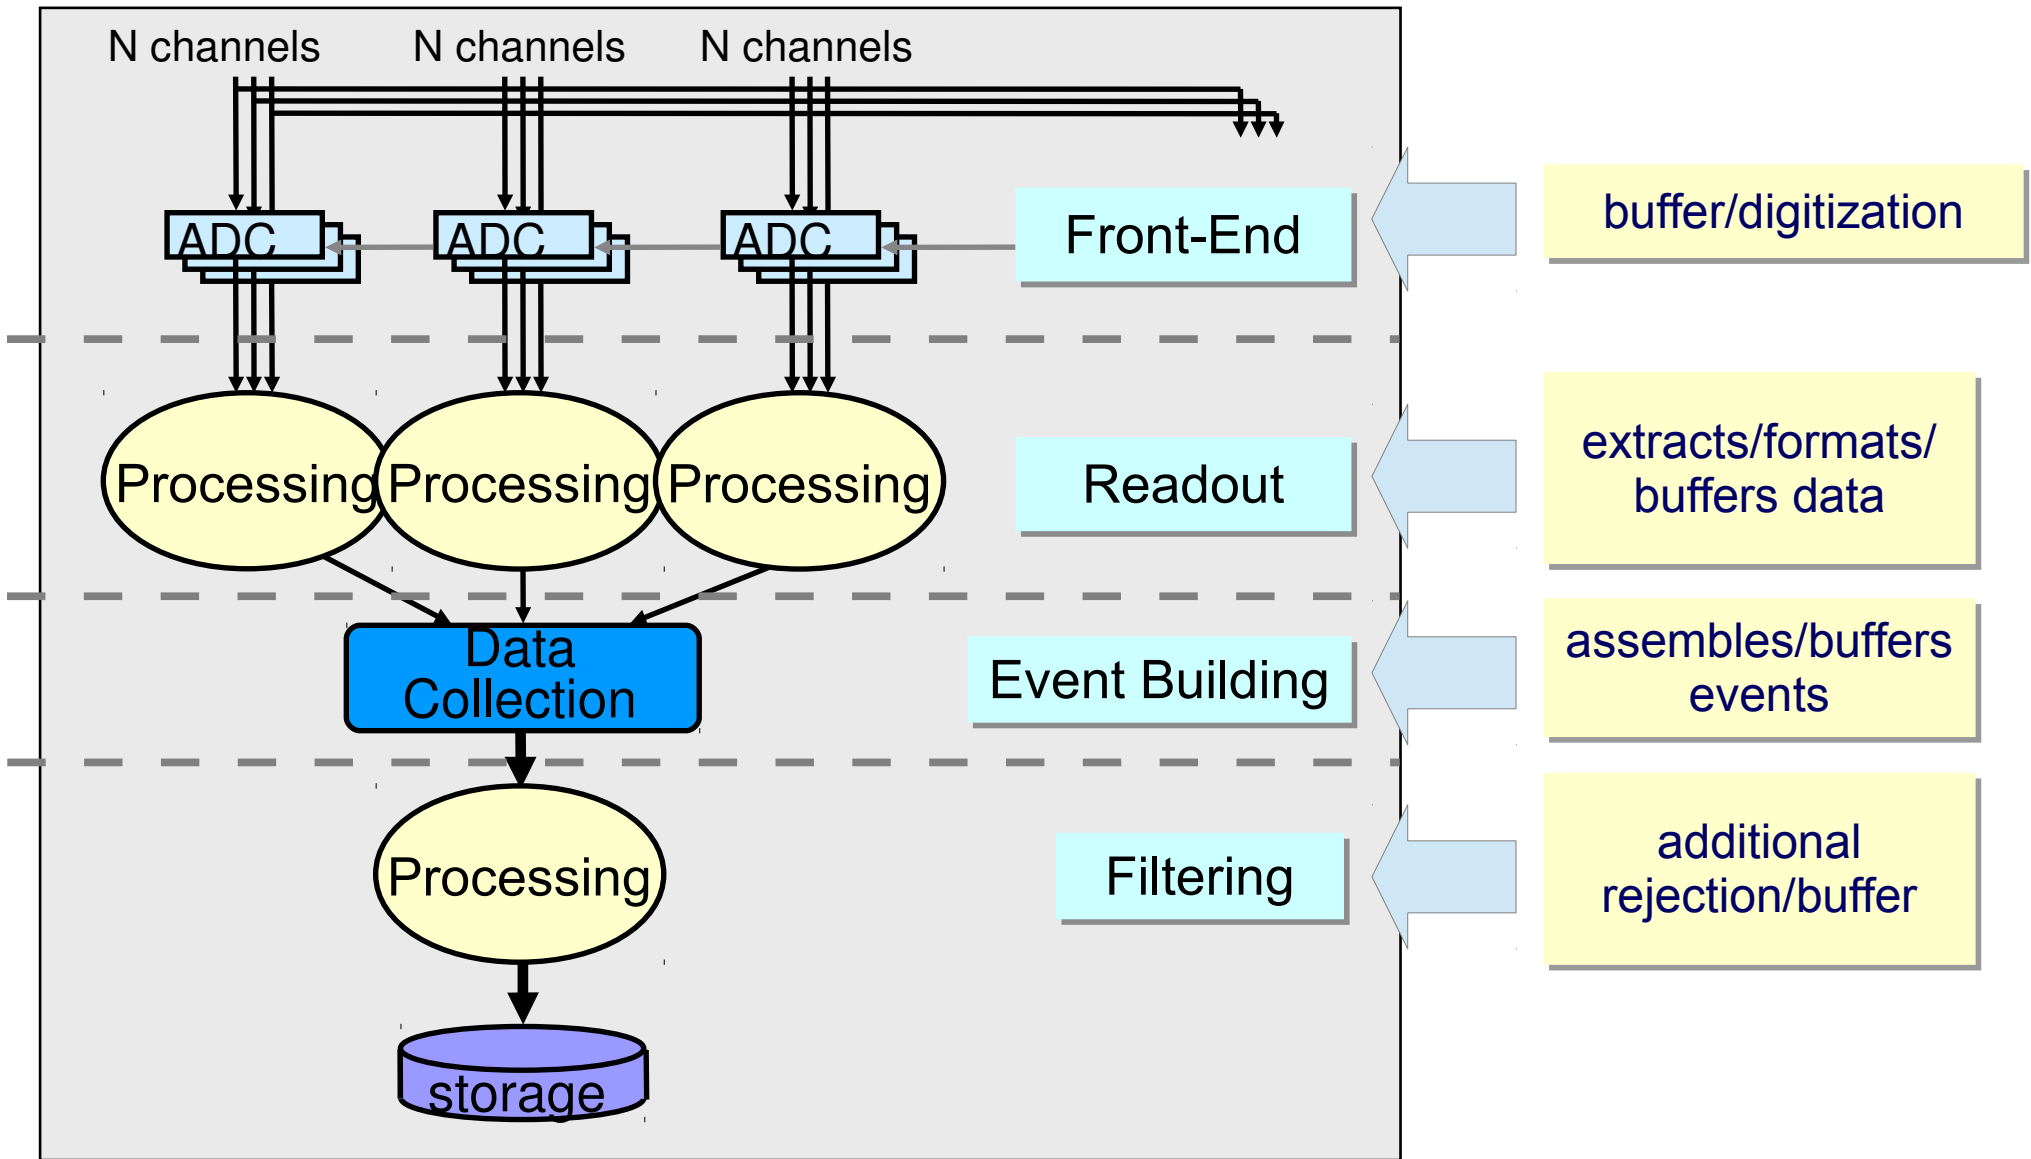 N channels N channels N channels
ADC ADC ADC
Front-End
buffer/digitization
Processing Processing Processing
Readout
extracts/formats/
buffers data
Data
Collection
Event Building
assembles/buffers
events
Processing
Filtering
additional
rejection/buffer
storage